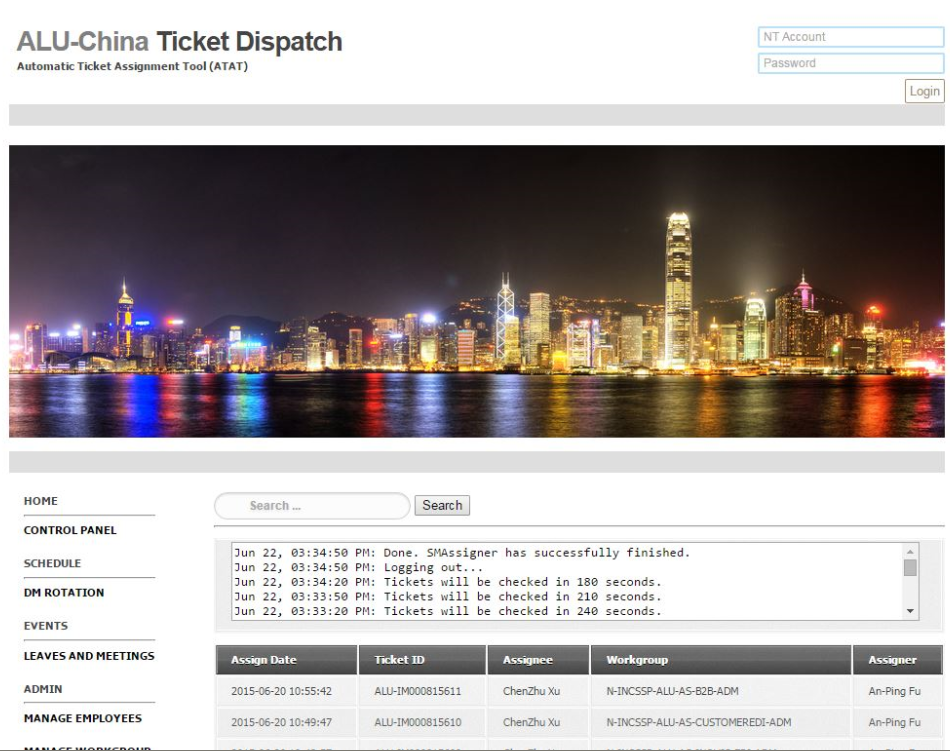 ALU-China Ticket Dispatch
Automatic Ticket Assignment Tool (ATAT)
NT Account
Password
Login
HOME
CONTROL PANEL
SCHEDULE
DM ROTATION
EVENTS
LEAVES AND MEETINGS
ADMIN
MANAGE EMPLOYEES
MANAGE WORKGROUP
Search ... Search
Jun 22, 03:34:50 PM: Done. SMAssigner has successfully finished.
Jun 22, 03:34:50 PM: Logging out...
Jun 22, 03:34:20 PM: Tickets will be checked in 180 seconds.
Jun 22, 03:33:50 PM: Tickets will be checked in 210 seconds.
Jun 22, 03:33:20 PM: Tickets will be checked in 240 seconds.
Assign Date Ticket ID Assignee Workgroup Assigner
2015-06-20 10:55:42 ALU-IM000815611 ChenZhu Xu N-INCSSP-ALU-AS-B2B-ADM An-Ping Fu
2015-06-20 10:49:47 ALU-IM000815610 ChenZhu Xu N-INCSSP-ALU-AS-CUSTOMEREDI-ADM An-Ping Fu